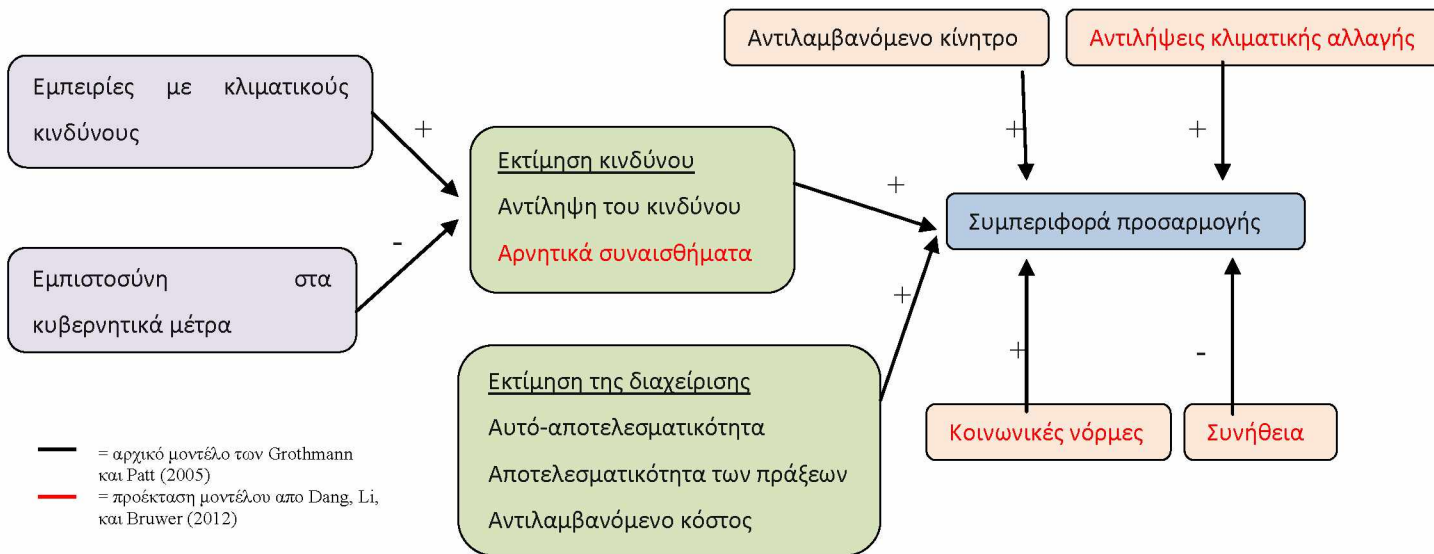 Εμπειρίες με κλιματικούς
κινδύνους
+
Εμπιστοσύνη στα
κυβερνητικά μέτρα
-
Εκτίμηση κινδύνου
Αντίληψη του κινδύνου
Αρνητικά συναισθήματα
+
Εκτίμηση της διαχείρισης
Αυτό-αποτελεσματικότητα
Αποτελεσματικότητα των πράξεων
Αντιλαμβανόμενο κόστος
+
Αντιλαμβανόμενο κίνητρο
+
Αντιλήψεις κλιματικής αλλαγής
+
Συμπεριφορά προσαρμογής
+
-
Κοινωνικές νόρμες
Συνήθεια
= αρχικό μοντέλο των Grothmann
και Patt (2005)
= προέκταση μοντέλου απο Dang, Li,
και Bruwer (2012)